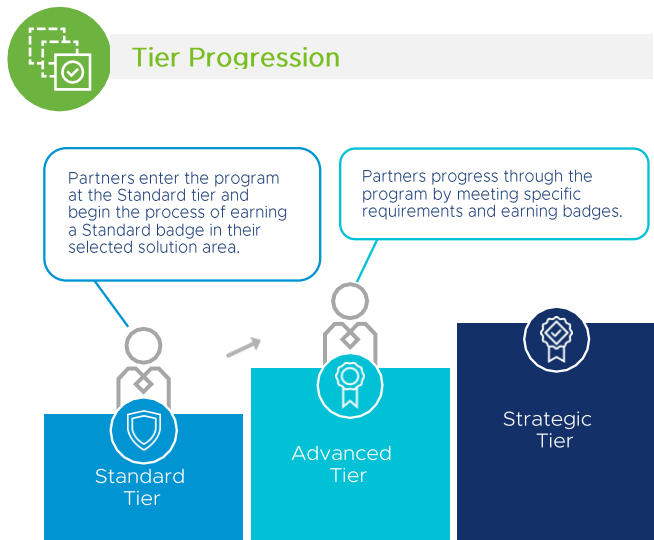 Tier Progression
Partners enter the program
at the Standard tier and
begin the process of earning
a Standard badge in their
selected solution area.
Partners progress through the
program by meeting specific
requirements and earning badges.
Standard
Tier
Advanced
Tier
Strategic
Tier